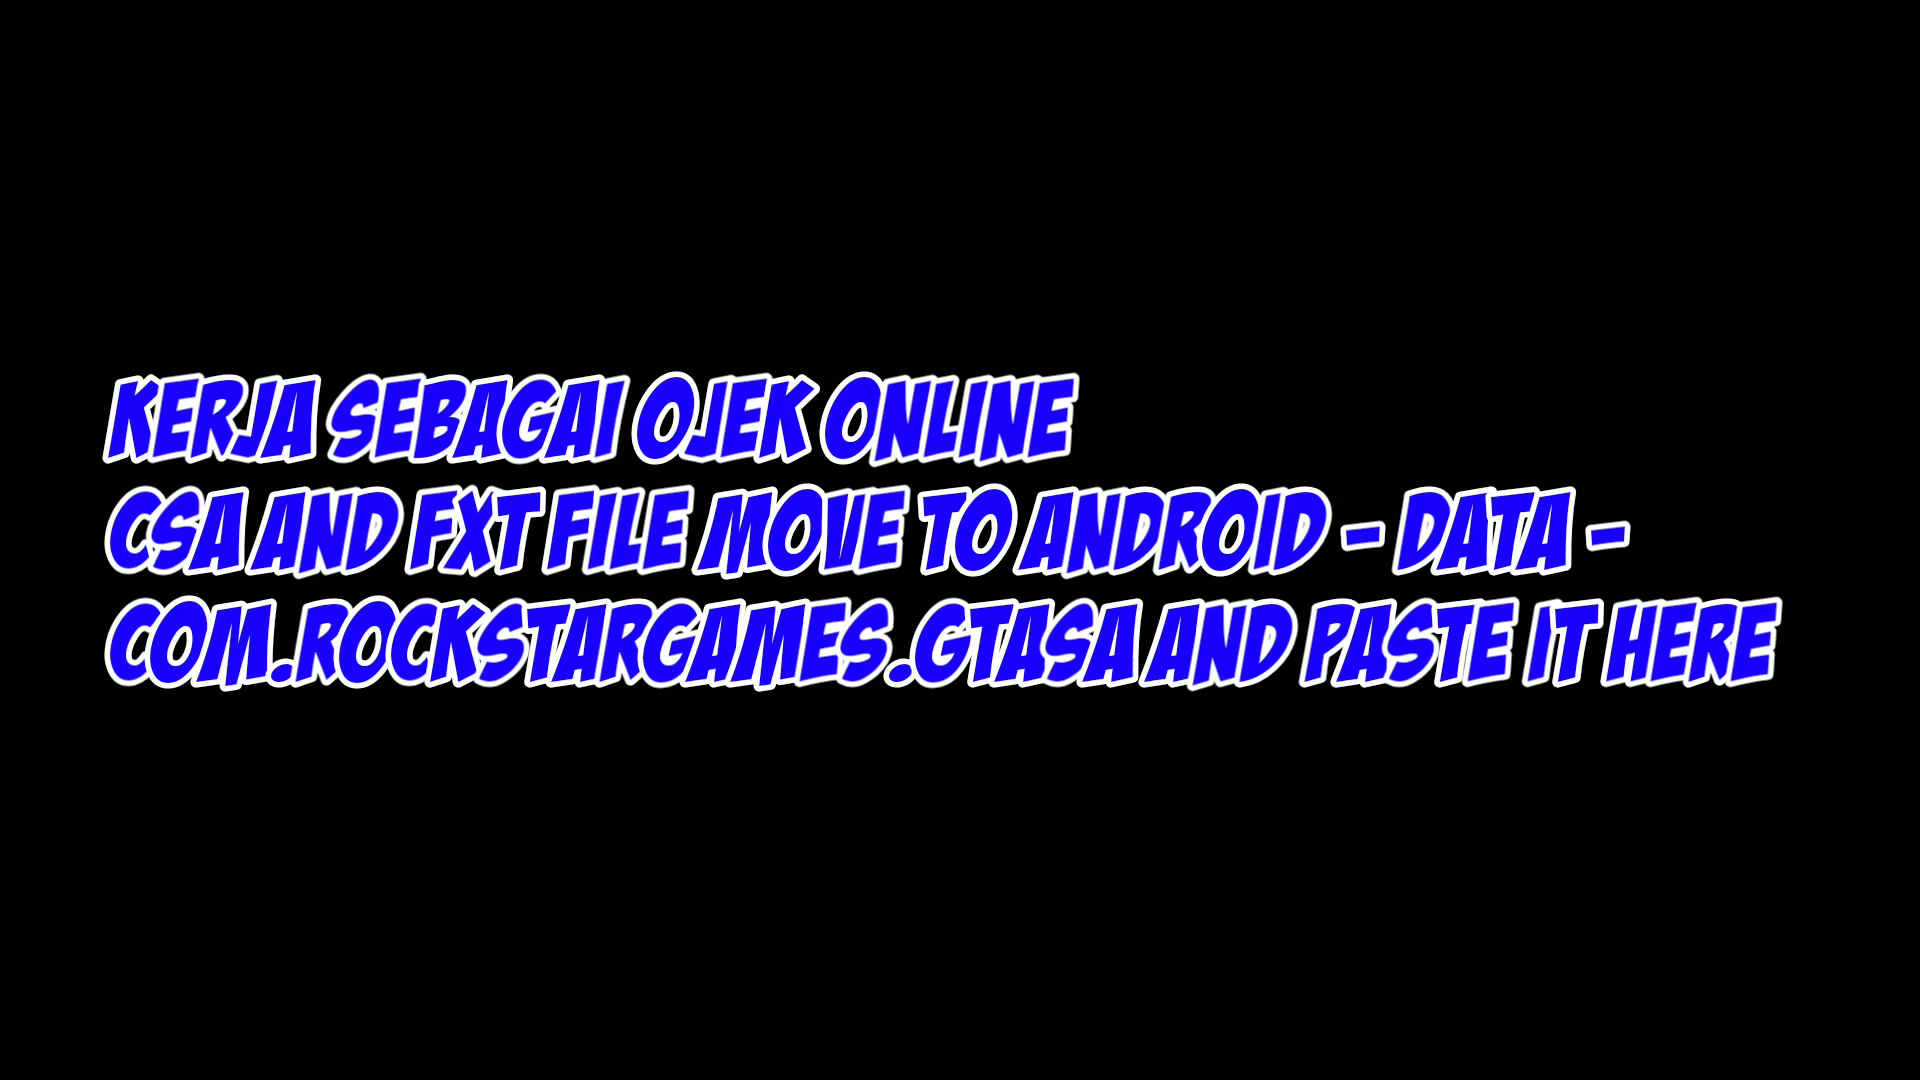 KERJA SEBAGAI OJEK ONLINE
CSA AND FXT FILE MOVE TO ANDROID - DATA -
COM.ROCKSTARGAMES.GTASA AND PASTE IT HERE